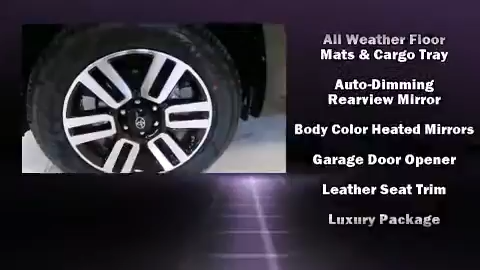 All Weather Floor
Mats & Cargo Tray
Auto-Dimming
Rearview Mirror
Body Color Heated Mirrors
Garage Door Opener
Leather Seat Trim
Luxury Package